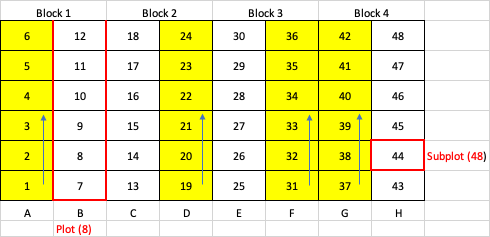 Block 1 Block 2 Block 3 Block 4
6 12 18 24 30 36 42 48
5 11 17 23 29 35 41 47
4 10 16 22 28 34 40 46
3 9 15 21 27 33 39 45
2 8 14 20 26 32 38 44 Subplot (48)
1 7 13 19 25 31 37 43
A B C D E F G H
Plot (8)